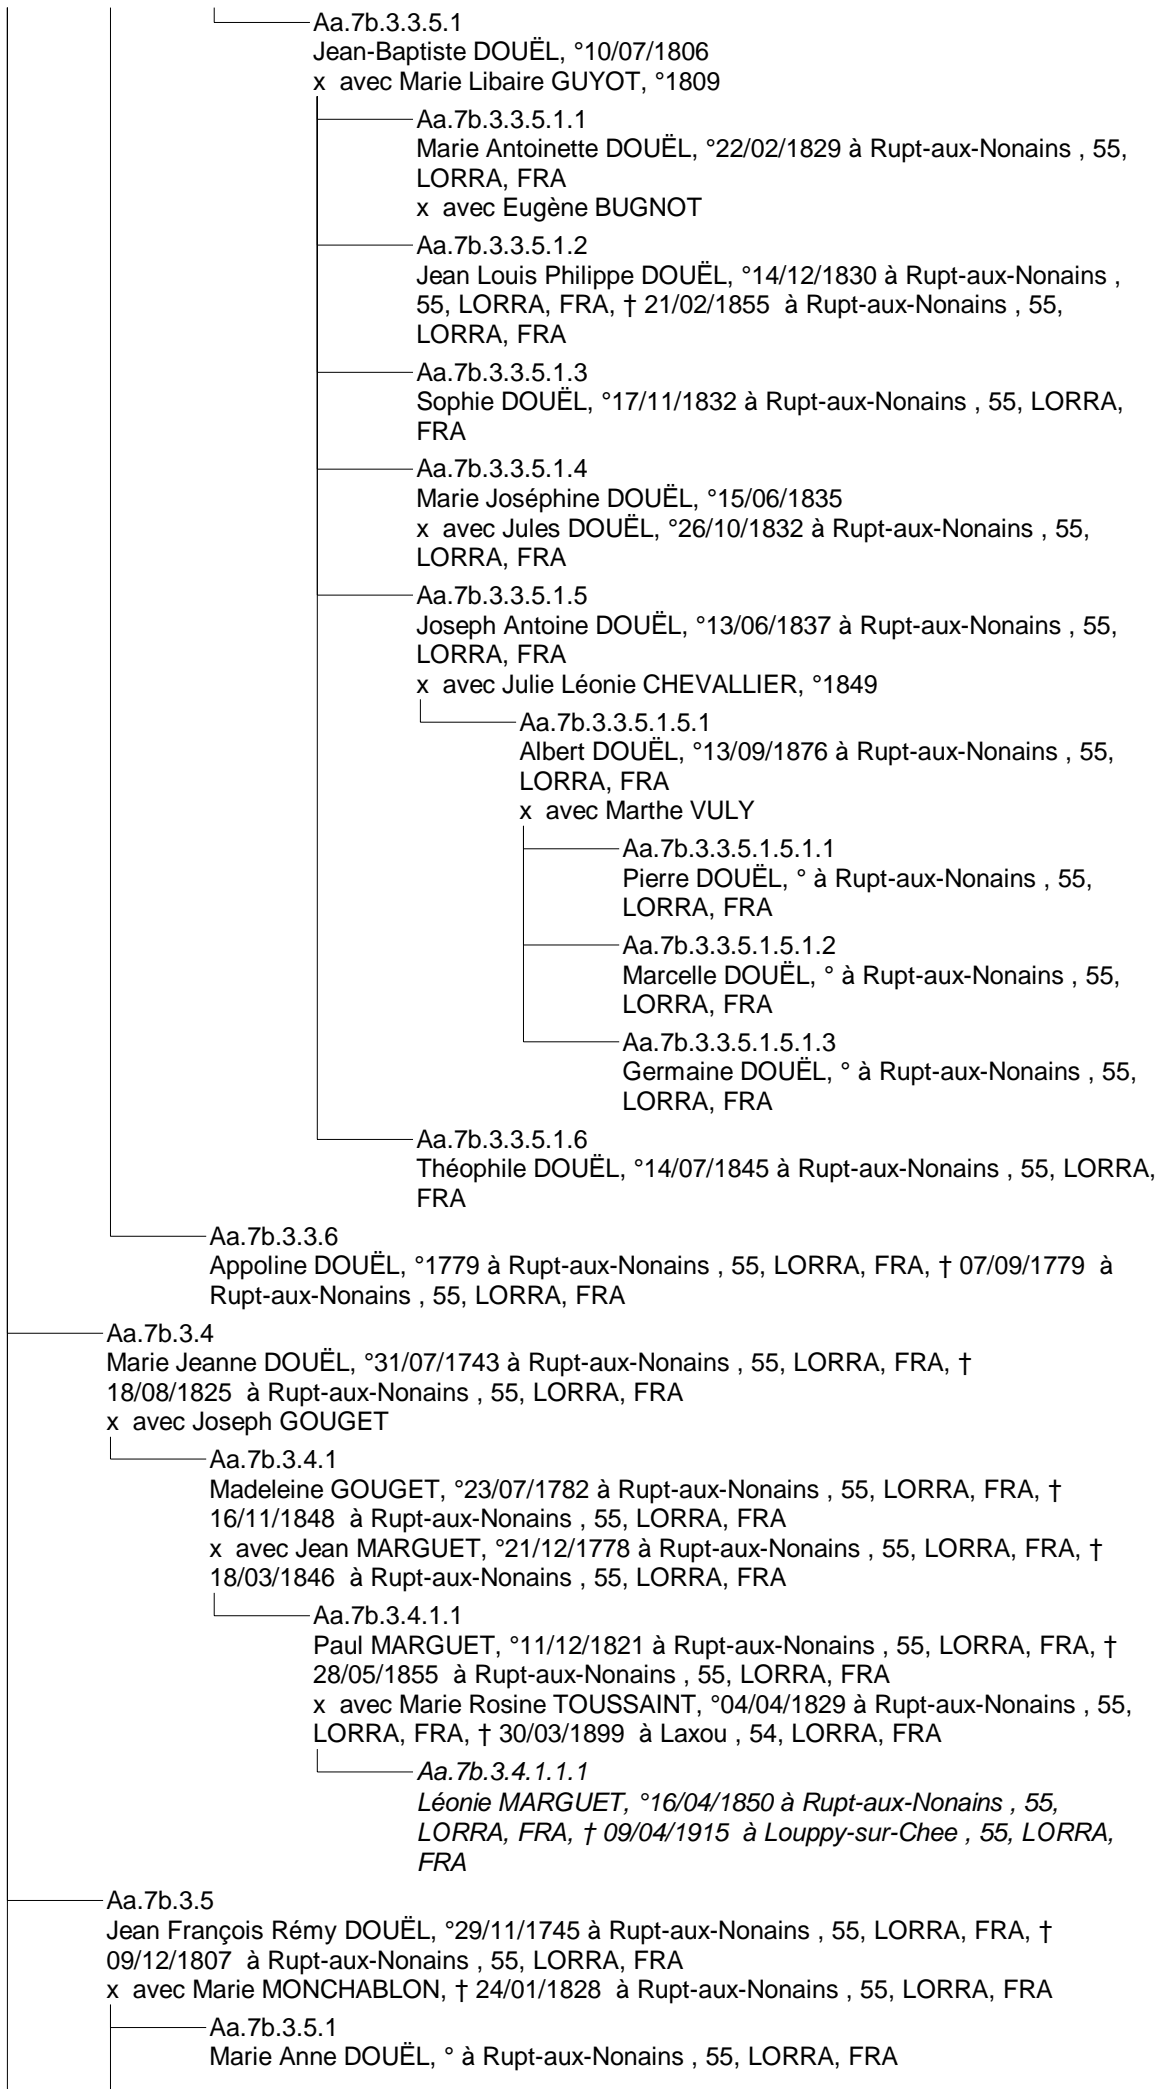 Aa.7b.3.3.5.1
Jean-Baptiste DOUËL, °10/07/1806
x avec Marie Libaire GUYOT, °1809
Aa.7b.3.3.5.1.1
Marie Antoinette DOUËL, °22/02/1829 à Rupt-aux-Nonains , 55,
LORRA, FRA
x avec Eugène BUGNOT
Aa.7b.3.3.5.1.2
Jean Louis Philippe DOUËL, °14/12/1830 à Rupt-aux-Nonains ,
55, LORRA, FRA, † 21/02/1855 à Rupt-aux-Nonains , 55,
LORRA, FRA
Aa.7b.3.3.5.1.3
Sophie DOUËL, °17/11/1832 à Rupt-aux-Nonains , 55, LORRA,
FRA
Aa.7b.3.3.5.1.4
Marie Joséphine DOUËL, °15/06/1835
x avec Jules DOUËL, °26/10/1832 à Rupt-aux-Nonains , 55,
LORRA, FRA
Aa.7b.3.3.5.1.5
Joseph Antoine DOUËL, °13/06/1837 à Rupt-aux-Nonains , 55,
LORRA, FRA
x avec Julie Léonie CHEVALLIER, °1849
Aa.7b.3.3.5.1.5.1
Albert DOUËL, °13/09/1876 à Rupt-aux-Nonains , 55,
LORRA, FRA
x avec Marthe VULY
Aa.7b.3.3.5.1.5.1.1
Pierre DOUËL, ° à Rupt-aux-Nonains , 55,
LORRA, FRA
Aa.7b.3.3.5.1.5.1.2
Marcelle DOUËL, ° à Rupt-aux-Nonains , 55,
LORRA, FRA
Aa.7b.3.3.5.1.5.1.3
Germaine DOUËL, ° à Rupt-aux-Nonains , 55,
LORRA, FRA
Aa.7b.3.3.5.1.6
Théophile DOUËL, °14/07/1845 à Rupt-aux-Nonains , 55, LORRA,
FRA
Aa.7b.3.3.6
Appoline DOUËL, °1779 à Rupt-aux-Nonains , 55, LORRA, FRA, † 07/09/1779 à
Rupt-aux-Nonains , 55, LORRA, FRA
Aa.7b.3.4
Marie Jeanne DOUËL, °31/07/1743 à Rupt-aux-Nonains , 55, LORRA, FRA, †
18/08/1825 à Rupt-aux-Nonains , 55, LORRA, FRA
x avec Joseph GOUGET
Aa.7b.3.4.1
Madeleine GOUGET, °23/07/1782 à Rupt-aux-Nonains , 55, LORRA, FRA, †
16/11/1848 à Rupt-aux-Nonains , 55, LORRA, FRA
x avec Jean MARGUET, °21/12/1778 à Rupt-aux-Nonains , 55, LORRA, FRA, †
18/03/1846 à Rupt-aux-Nonains , 55, LORRA, FRA
Aa.7b.3.4.1.1
Paul MARGUET, °11/12/1821 à Rupt-aux-Nonains , 55, LORRA, FRA, †
28/05/1855 à Rupt-aux-Nonains , 55, LORRA, FRA
x avec Marie Rosine TOUSSAINT, °04/04/1829 à Rupt-aux-Nonains , 55,
LORRA, FRA, † 30/03/1899 à Laxou , 54, LORRA, FRA
Aa.7b.3.4.1.1.1
Léonie MARGUET, °16/04/1850 à Rupt-aux-Nonains , 55,
LORRA, FRA, † 09/04/1915 à Louppy-sur-Chee , 55, LORRA,
FRA
Aa.7b.3.5
Jean François Rémy DOUËL, °29/11/1745 à Rupt-aux-Nonains , 55, LORRA, FRA, †
09/12/1807 à Rupt-aux-Nonains , 55, LORRA, FRA
x avec Marie MONCHABLON, † 24/01/1828 à Rupt-aux-Nonains , 55, LORRA, FRA
Aa.7b.3.5.1
Marie Anne DOUËL, ° à Rupt-aux-Nonains , 55, LORRA, FRA